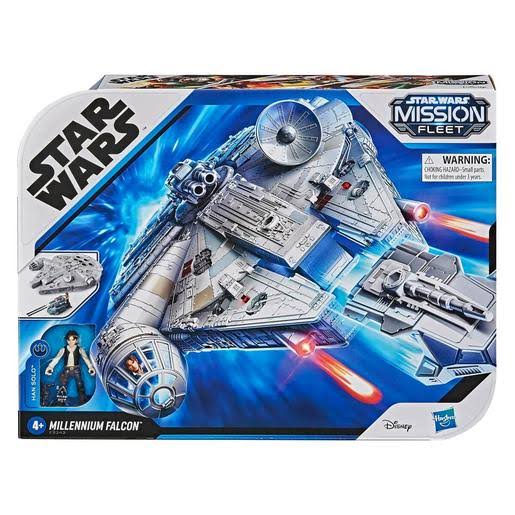 STAR
WARS
STAR WARS
MISSION
FLEET
WARNING:
CHOKING HAZARD–Small parts.
Not for children under 3 years.
HAN SOLO
4+
MILLENNIUM FALCON
E9343
Disney
Hasbro